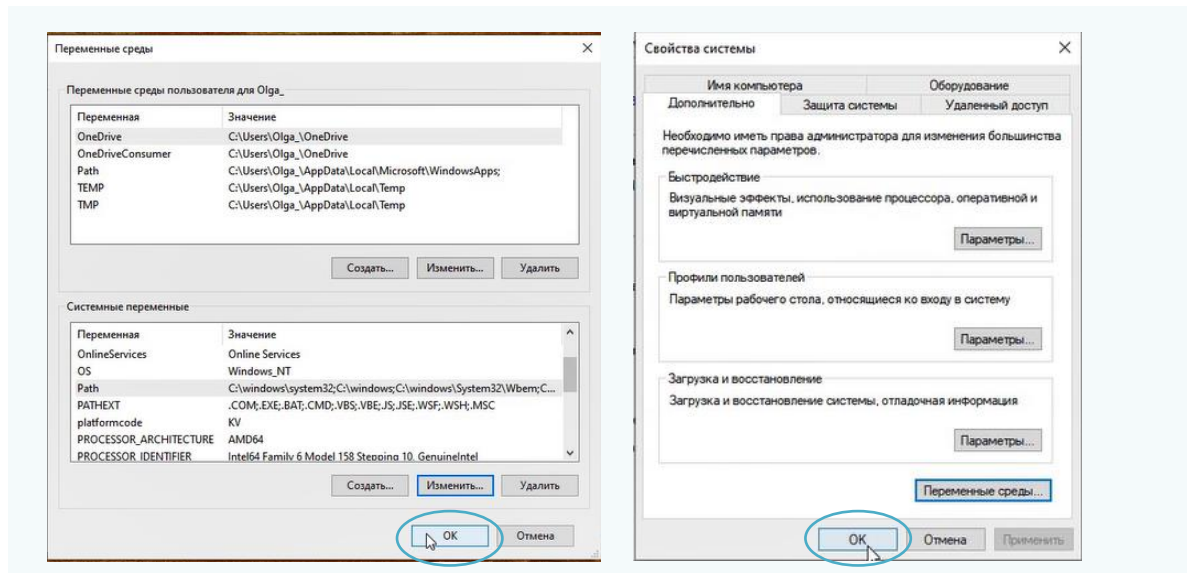 Переменные среды
Переменные среды пользователя для Olga_
Переменная Значение
OneDrive C:\Users\Olga_\OneDrive
OneDriveConsumer C:\Users\Olga_\OneDrive
Path C:\Users\Olga_\AppData\Local\Microsoft\WindowsApps;
TEMP C:\Users\Olga_\AppData\Local\Temp
TMP C:\Users\Olga_\AppData\Local\Temp
Создать... Изменить... Удалить
Системные переменные
Переменная Значение
OnlineServices Online Services
OS Windows_NT
Path C:\windows\system32;C:\windows;C:\windows\System32\Wbem;C...
PATHEXT .COM;.EXE;.BAT;.CMD;.VBS;.VBE;.JS;.JSE;.WSF;.WSH;.MSC
platformcode KV
PROCESSOR_ARCHITECTURE AMD64
PROCESSOR_IDENTIFIER Intel64 Family 6 Model 158 Stepping 10, GenuineIntel
Создать... Изменить... Удалить
OK Отмена
Свойства системы
Имя компьютера Оборудование
Дополнительно Защита системы Удаленный доступ
Необходимо иметь права администратора для изменения большинства
перечисленных параметров.
Быстродействие
Визуальные эффекты, использование процессора, оперативной и
виртуальной памяти
Параметры...
Профили пользователей
Параметры рабочего стола, относящиеся ко входу в систему
Параметры...
Загрузка и восстановление
Загрузка и восстановление системы, отладочная информация
Параметры...
Переменные среды...
OK Отмена Применить